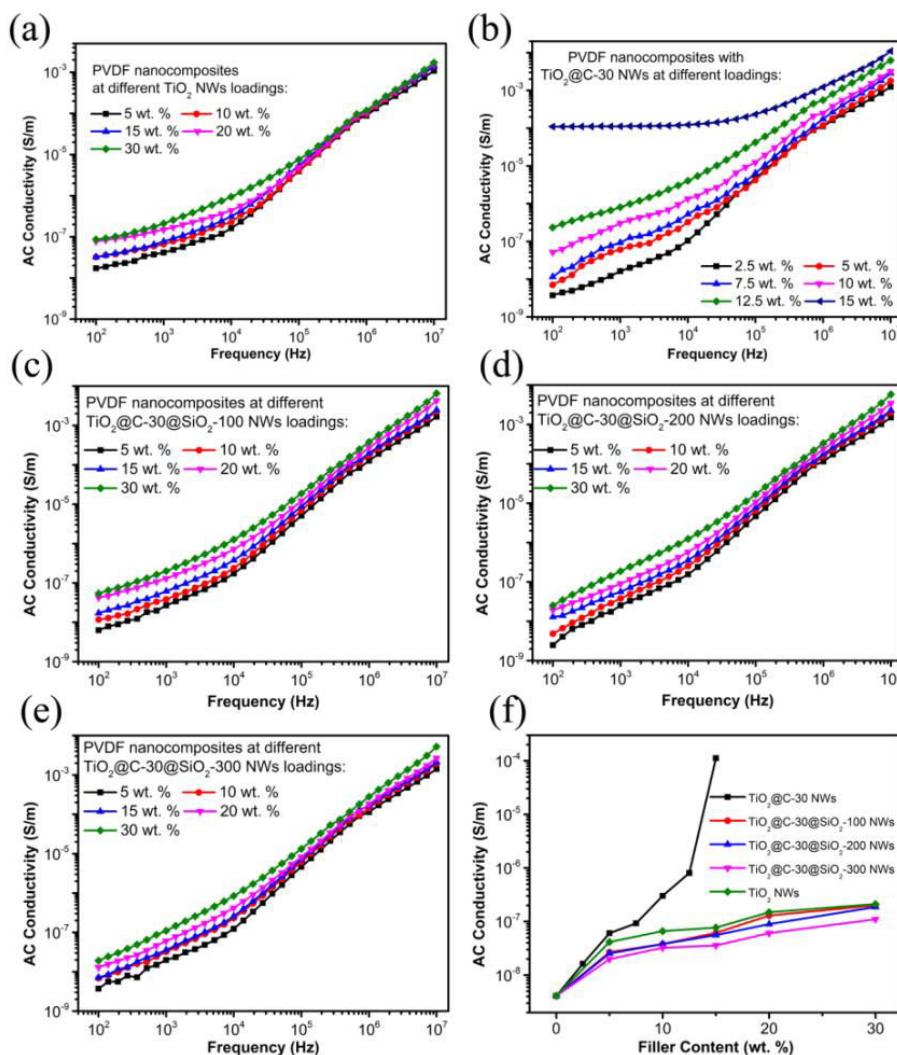 (a)
PVDF nanocomposites
at different TiO₂ NWs loadings:
5 wt. % 10 wt. %
15 wt. % 20 wt. %
30 wt. %
AC Conductivity (S/m)
10⁻³
10⁻⁵
10⁻⁷
10⁻⁹
10² 10³ 10⁴ 10⁵ 10⁶ 10⁷
Frequency (Hz)
(b)
PVDF nanocomposites with
TiO₂@C-30 NWs at different loadings:
AC Conductivity (S/m)
10⁻³
10⁻⁵
10⁻⁷
10⁻⁹
2.5 wt. % 5 wt. %
7.5 wt. % 10 wt. %
12.5 wt. % 15 wt. %
10² 10³ 10⁴ 10⁵ 10⁶ 10
Frequency (Hz)
(c)
PVDF nanocomposites at different
TiO₂@C-30@SiO₂-100 NWs loadings:
5 wt. % 10 wt. %
15 wt. % 20 wt. %
30 wt. %
AC Conductivity (S/m)
10⁻³
10⁻⁵
10⁻⁷
10⁻⁹
10² 10³ 10⁴ 10⁵ 10⁶ 10⁷
Frequency (Hz)
(d)
PVDF nanocomposites at different
TiO₂@C-30@SiO₂-200 NWs loadings:
5 wt. % 10 wt. %
15 wt. % 20 wt. %
30 wt. %
AC Conductivity (S/m)
10⁻³
10⁻⁵
10⁻⁷
10⁻⁹
10² 10³ 10⁴ 10⁵ 10⁶ 10⁷
Frequency (Hz)
(e)
PVDF nanocomposites at different
TiO₂@C-30@SiO₂-300 NWs loadings:
5 wt. % 10 wt. %
15 wt. % 20 wt. %
30 wt. %
AC Conductivity (S/m)
10⁻³
10⁻⁵
10⁻⁷
10⁻⁹
10² 10³ 10⁴ 10⁵ 10⁶ 10⁷
Frequency (Hz)
(f)
AC Conductivity (S/m)
10⁻⁴
10⁻⁵
10⁻⁶
10⁻⁷
10⁻⁸
TiO₂@C-30 NWs
TiO₂@C-30@SiO₂-100 NWs
TiO₂@C-30@SiO₂-200 NWs
TiO₂@C-30@SiO₂-300 NWs
TiO₂ NWs
0 10 20 30
Filler Content (wt. %)